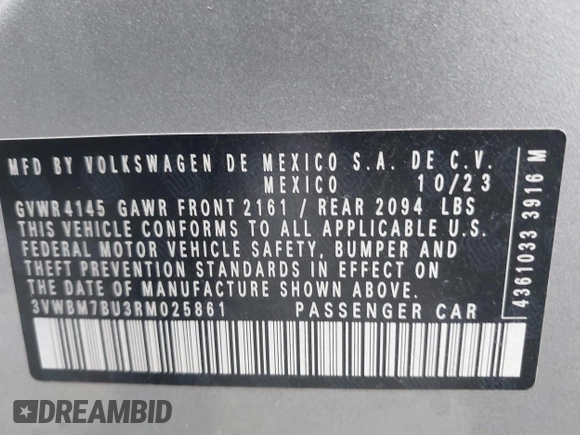 MFD BY VOLKSWAGEN DE MEXICO S.A. DE C.V.
MEXICO 10/23
GVWR 4145 GAWR FRONT 2161 / REAR 2094 LBS
THIS VEHICLE CONFORMS TO ALL APPLICABLE U.S.
FEDERAL MOTOR VEHICLE SAFETY, BUMPER AND
THEFT PREVENTION STANDARDS IN EFFECT ON
THE DATE OF MANUFACTURE SHOWN ABOVE.
3VWBM7BU3RM025861 PASSENGER CAR
4361033 3916 M
DREAMBID